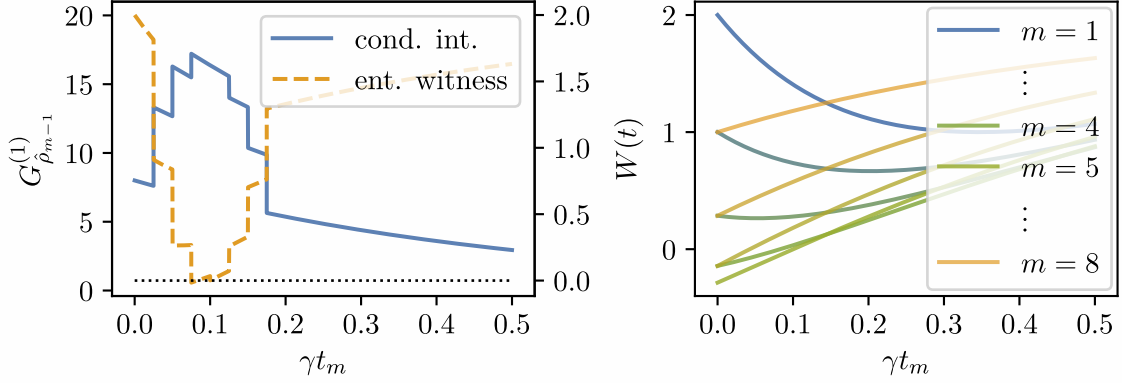 20
15
10
5
0
G^{(1)}_{\hat{\rho}_{m-1}}
cond. int.
ent. witness
2.0
1.5
1.0
0.5
0.0
0.0 0.1 0.2 0.3 0.4 0.5
γt_m
2
1
0
W(t)
m = 1
⋮
m = 4
m = 5
⋮
m = 8
0.0 0.1 0.2 0.3 0.4 0.5
γt_m